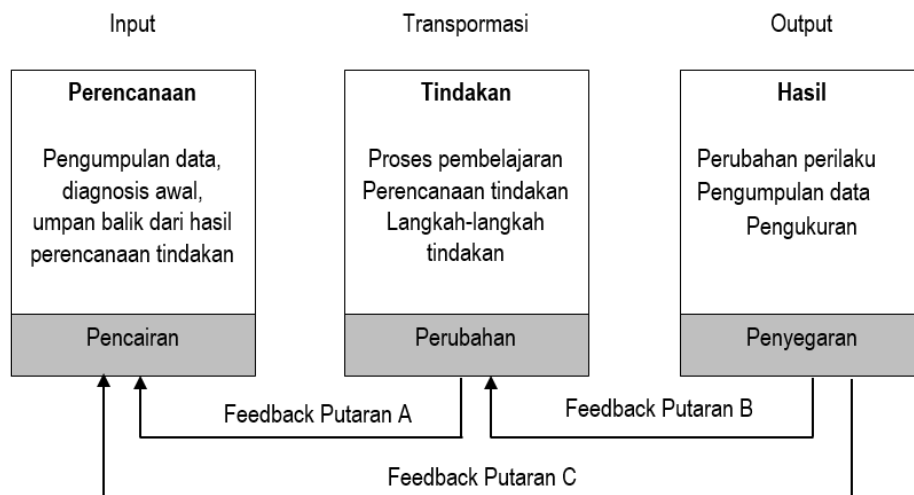 Input
Transpormasi
Output
Perencanaan
Pengumpulan data,
diagnosis awal,
umpan balik dari hasil
perencanaan tindakan
Pencairan
Tindakan
Proses pembelajaran
Perencanaan tindakan
Langkah-langkah
tindakan
Perubahan
Hasil
Perubahan perilaku
Pengumpulan data
Pengukuran
Penyegaran
Feedback Putaran A
Feedback Putaran B
Feedback Putaran C